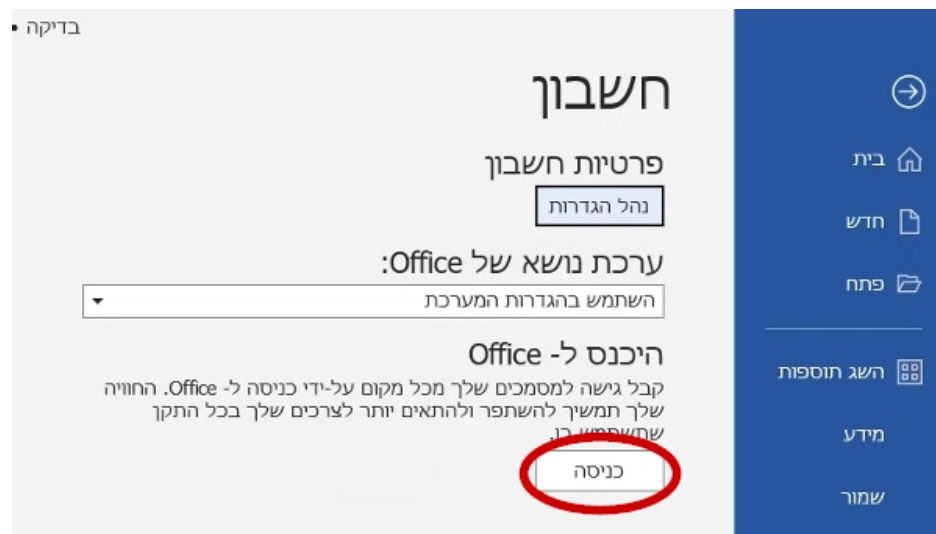 בדיקה •
חשבון
פרטיות חשבון
נהל הגדרות
ערכת נושא של Office:
השתמש בהגדרות המערכת
היכנס ל- Office
קבל גישה למסמכים שלך מכל מקום על-ידי כניסה ל- Office. החוויה
שלך תמשיך להשתפר ולהתאים יותר לצרכים שלך בכל התקן
שתשתמש בו.
כניסה
בית
חדש
פתח
השג תוספות
מידע
שמור